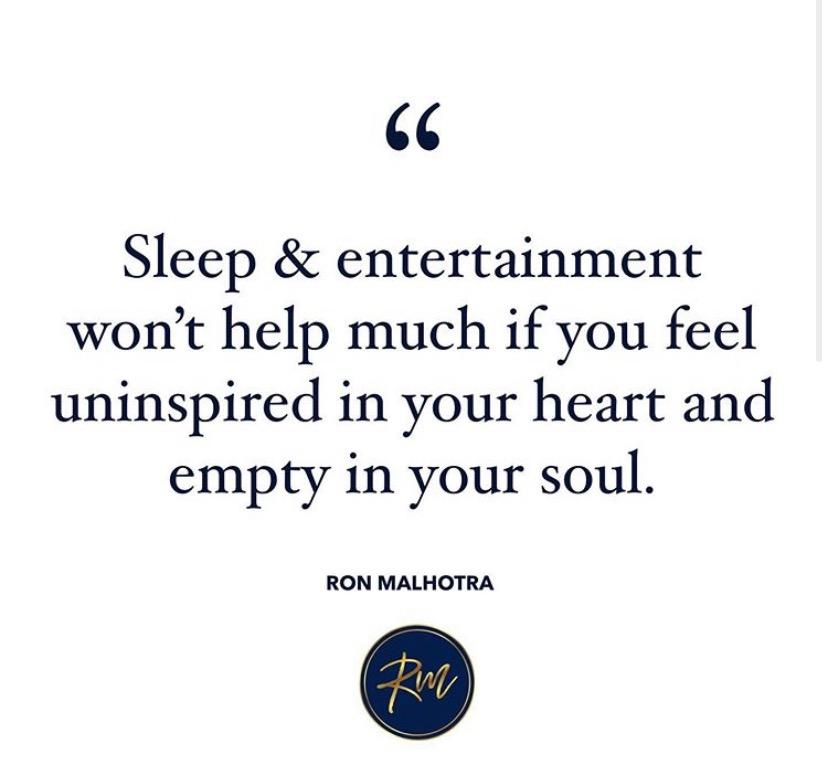 “
Sleep & entertainment
won’t help much if you feel
uninspired in your heart and
empty in your soul.
RON MALHOTRA
Rm